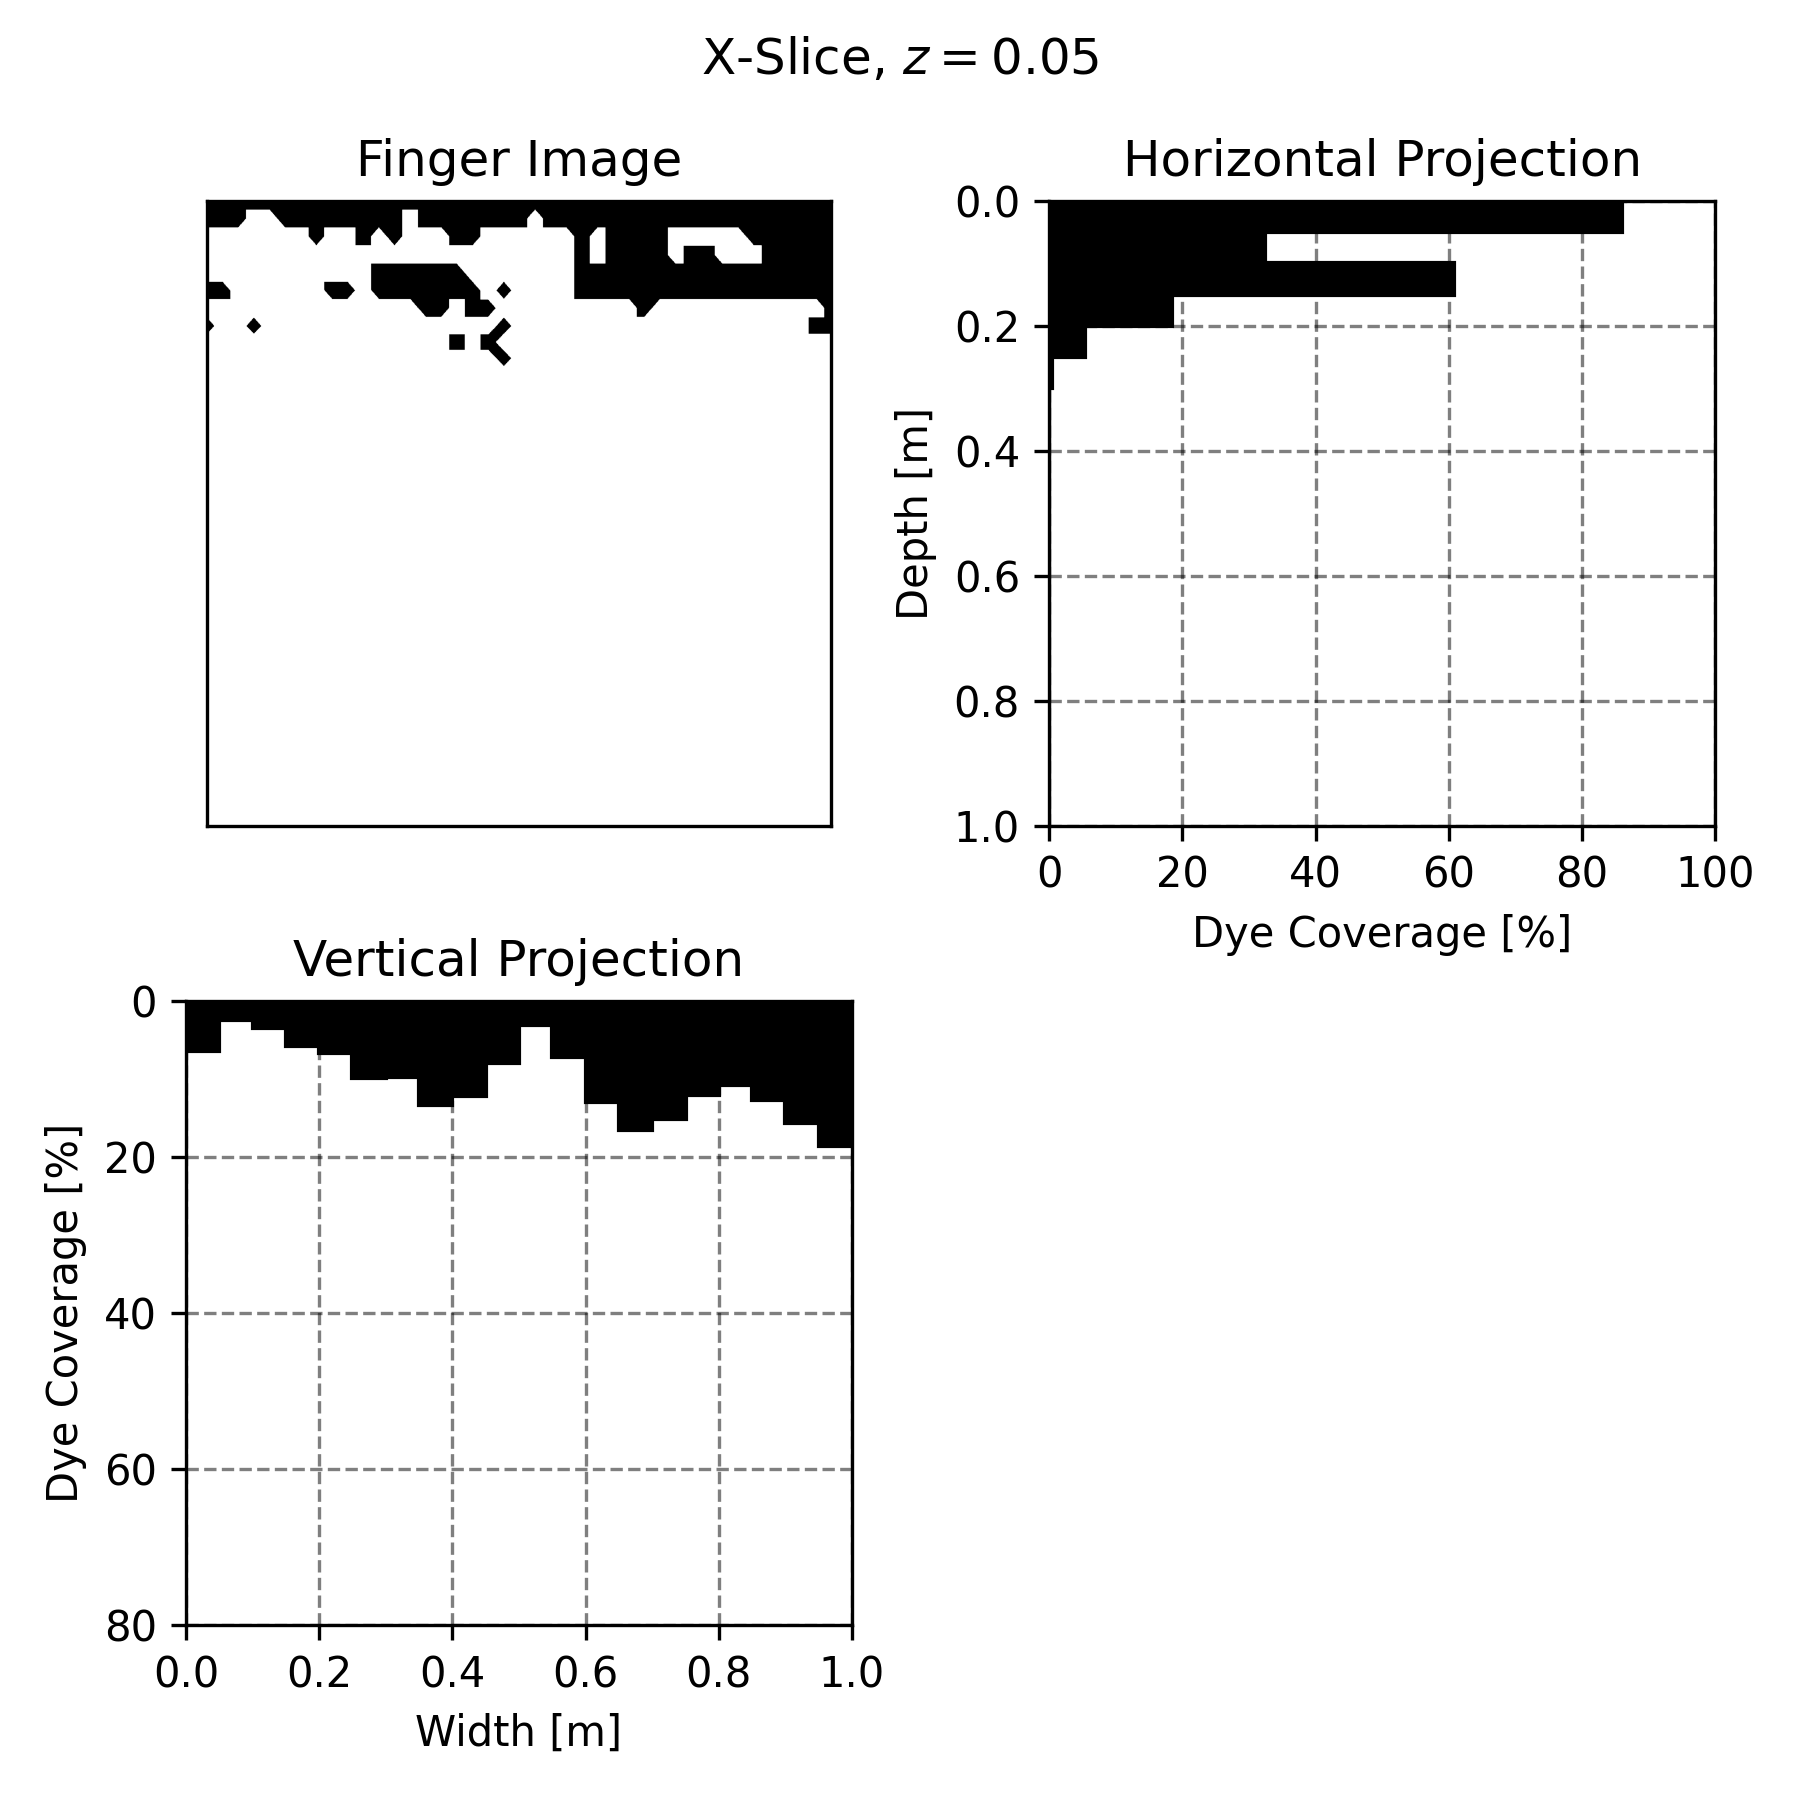 X-Slice, z = 0.05
Finger Image
Horizontal Projection
0.0
0.2
0.4
0.6
0.8
1.0
Depth [m]
0 20 40 60 80 100
Dye Coverage [%]
Vertical Projection
0
20
40
60
80
Dye Coverage [%]
0.0 0.2 0.4 0.6 0.8 1.0
Width [m]